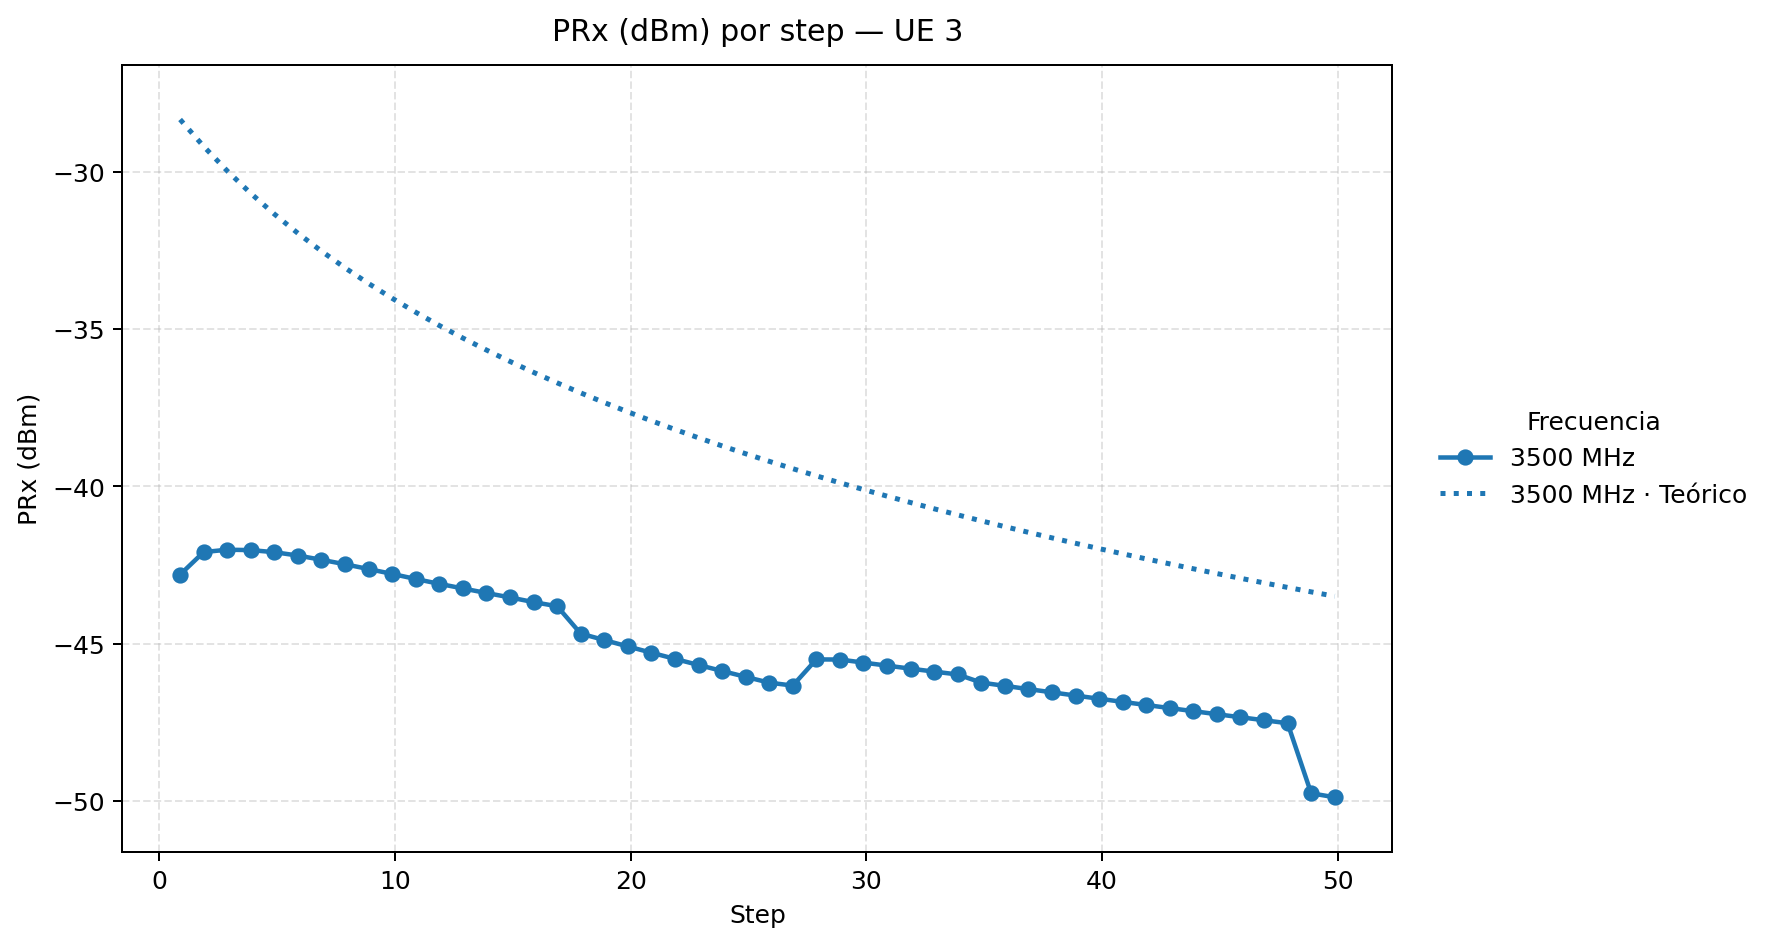 PRx (dBm) por step — UE 3
PRx (dBm)
−30
−35
−40
−45
−50
0 10 20 30 40 50
Step
Frecuencia
3500 MHz
3500 MHz · Teórico